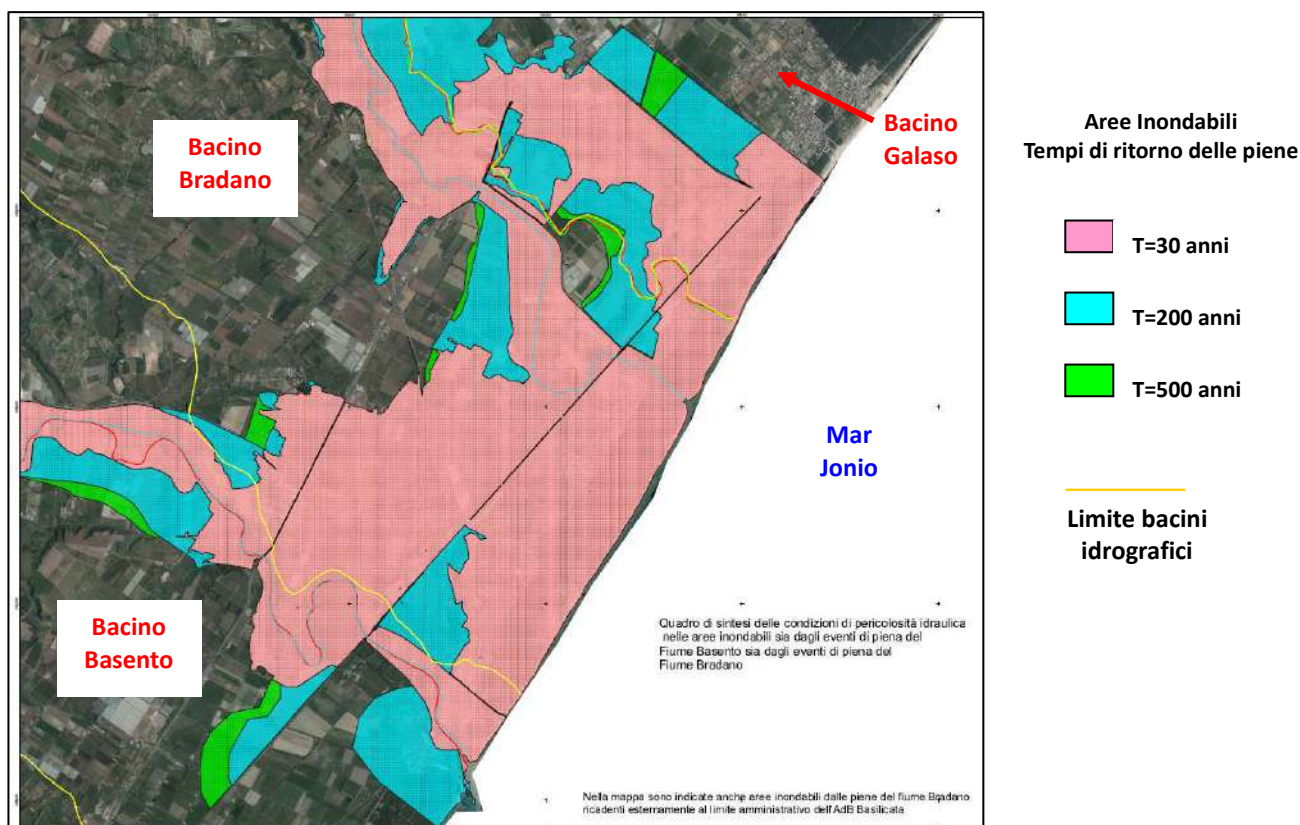 Bacino
Bradano
Bacino
Galaso
Mar
Jonio
Bacino
Basento
Quadro di sintesi delle condizioni di pericolosità idraulica
nelle aree inondabili sia dagli eventi di piena del
Fiume Basento sia dagli eventi di piena del
Fiume Bradano
Nella mappa sono indicate anche aree inondabili dalle piene del fiume Bradano
ricadenti esternamente al limite amministrativo dell'AdB Basilicata
Aree Inondabili
Tempi di ritorno delle piene
T=30 anni
T=200 anni
T=500 anni
Limite bacini
idrografici